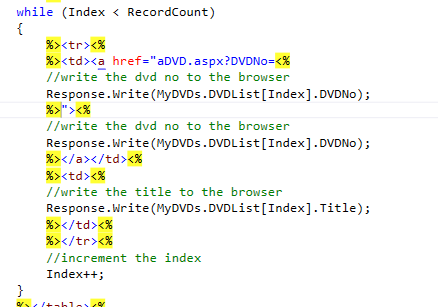 while (Index < RecordCount)
{
%><tr><%
%><td><a href="aDVD.aspx?DVDNo=<%
//write the dvd no to the browser
Response.Write(MyDVDs.DVDList[Index].DVDNo);
%>"><%
//write the dvd no to the browser
Response.Write(MyDVDs.DVDList[Index].DVDNo);
%></a></td><%
%><td><%
//write the title to the browser
Response.Write(MyDVDs.DVDList[Index].Title);
%></td><%
%></tr><%
//increment the index
Index++;
}
%></table><%